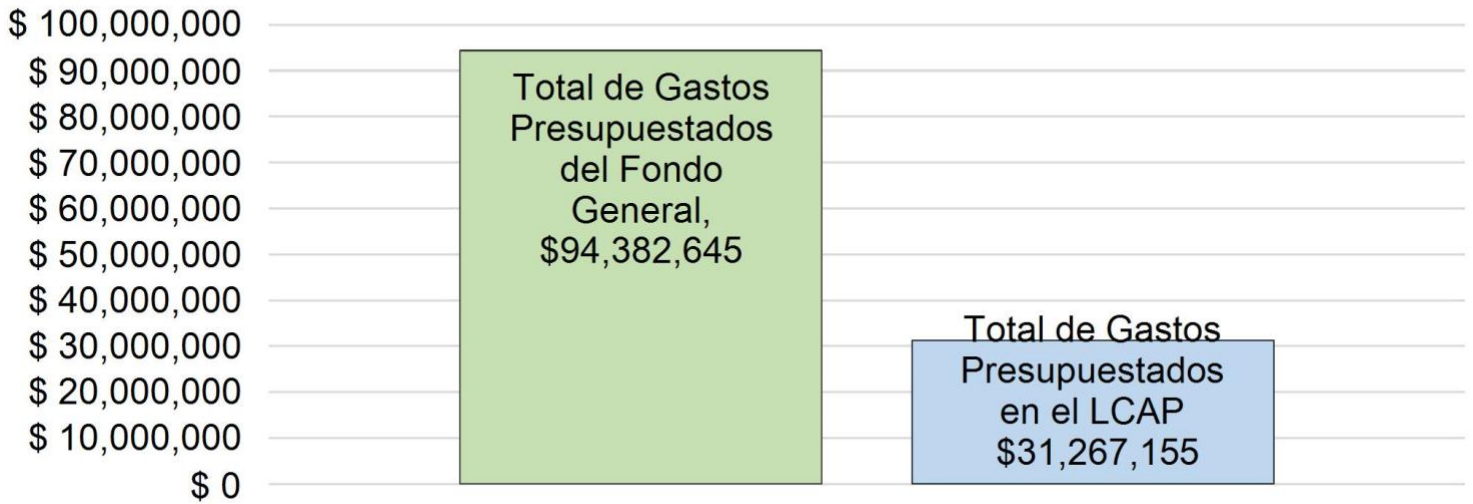 $ 100,000,000
$ 90,000,000
$ 80,000,000
$ 70,000,000
$ 60,000,000
$ 50,000,000
$ 40,000,000
$ 30,000,000
$ 20,000,000
$ 10,000,000
$ 0
Total de Gastos
Presupuestados
del Fondo
General,
$94,382,645
Total de Gastos
Presupuestados
en el LCAP
$31,267,155